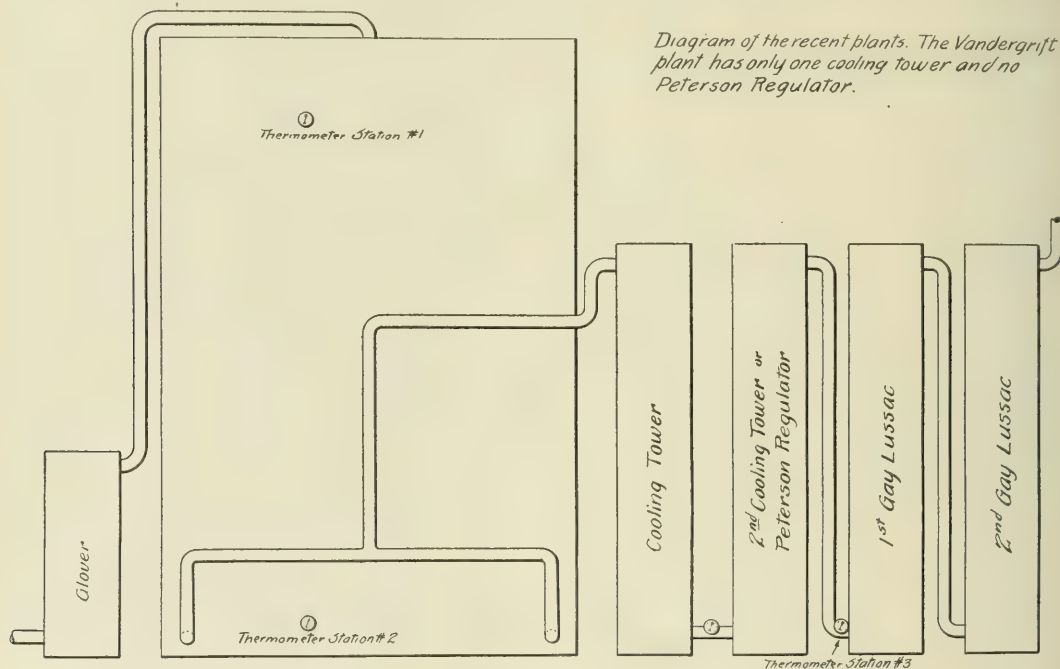 Diagram of the recent plants. The Vandergrift
plant has only one cooling tower and no
Peterson Regulator.
Thermometer Station #1
Glover
Thermometer Station #2
Cooling Tower
2nd Cooling Tower or
Peterson Regulator
1st Gay Lussac
2nd Gay Lussac
Thermometer Station #3